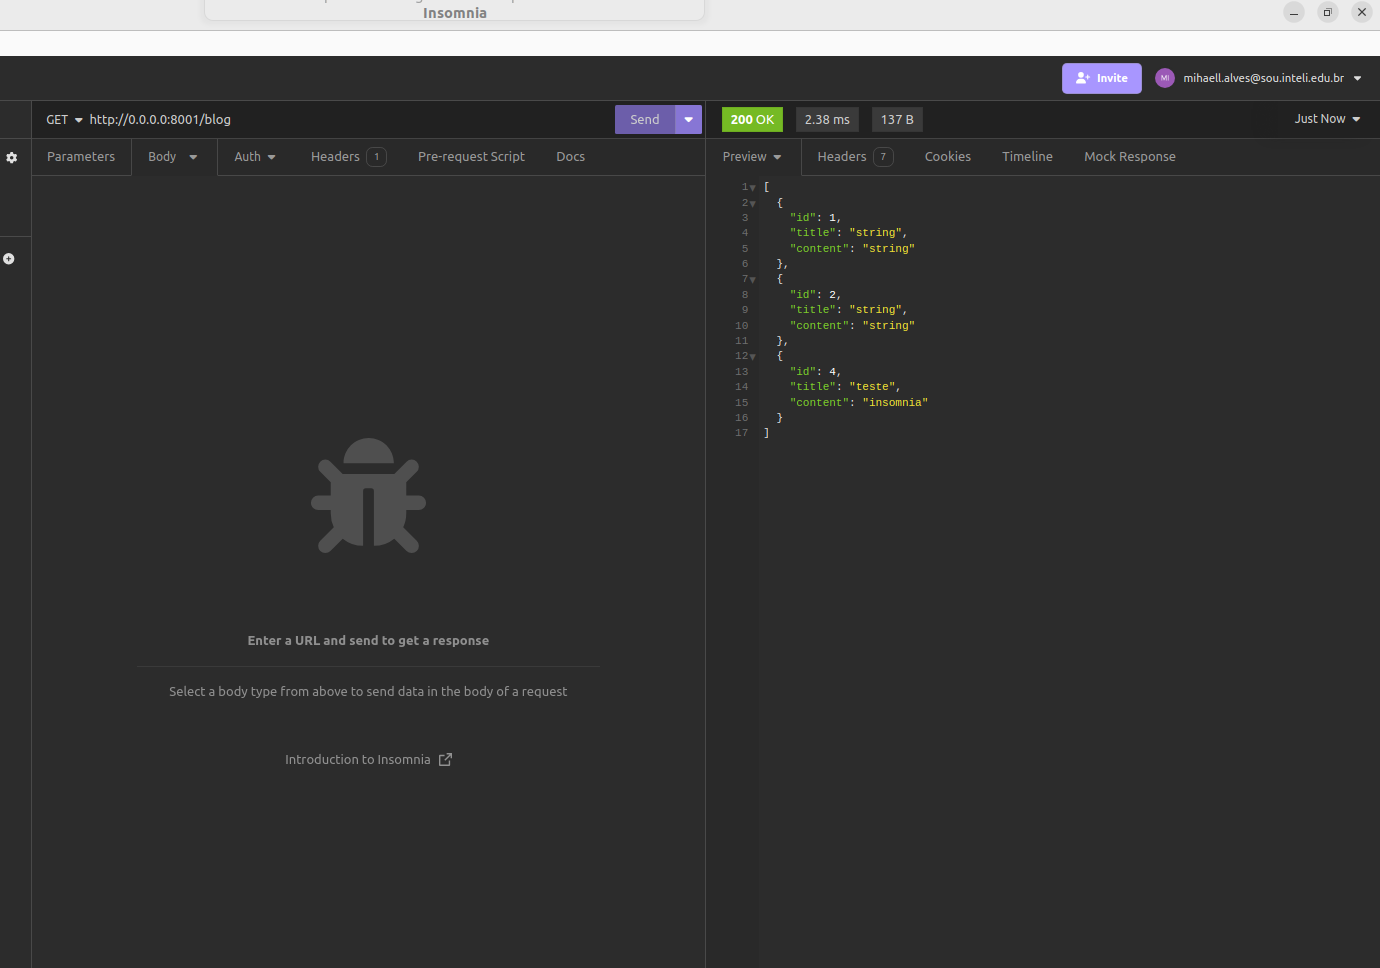 Insomnia
Invite
MI
mihaell.alves@sou.inteli.edu.br
GET http://0.0.0.0:8001/blog
Send
200 OK
2.38 ms
137 B
Just Now
Parameters
Body
Auth
Headers 1
Pre-request Script
Docs
Preview
Headers 7
Cookies
Timeline
Mock Response
1 [
2 {
3 "id": 1,
4 "title": "string",
5 "content": "string"
6 },
7 {
8 "id": 2,
9 "title": "string",
10 "content": "string"
11 },
12 {
13 "id": 4,
14 "title": "teste",
15 "content": "insomnia"
16 }
17 ]
Enter a URL and send to get a response
Select a body type from above to send data in the body of a request
Introduction to Insomnia